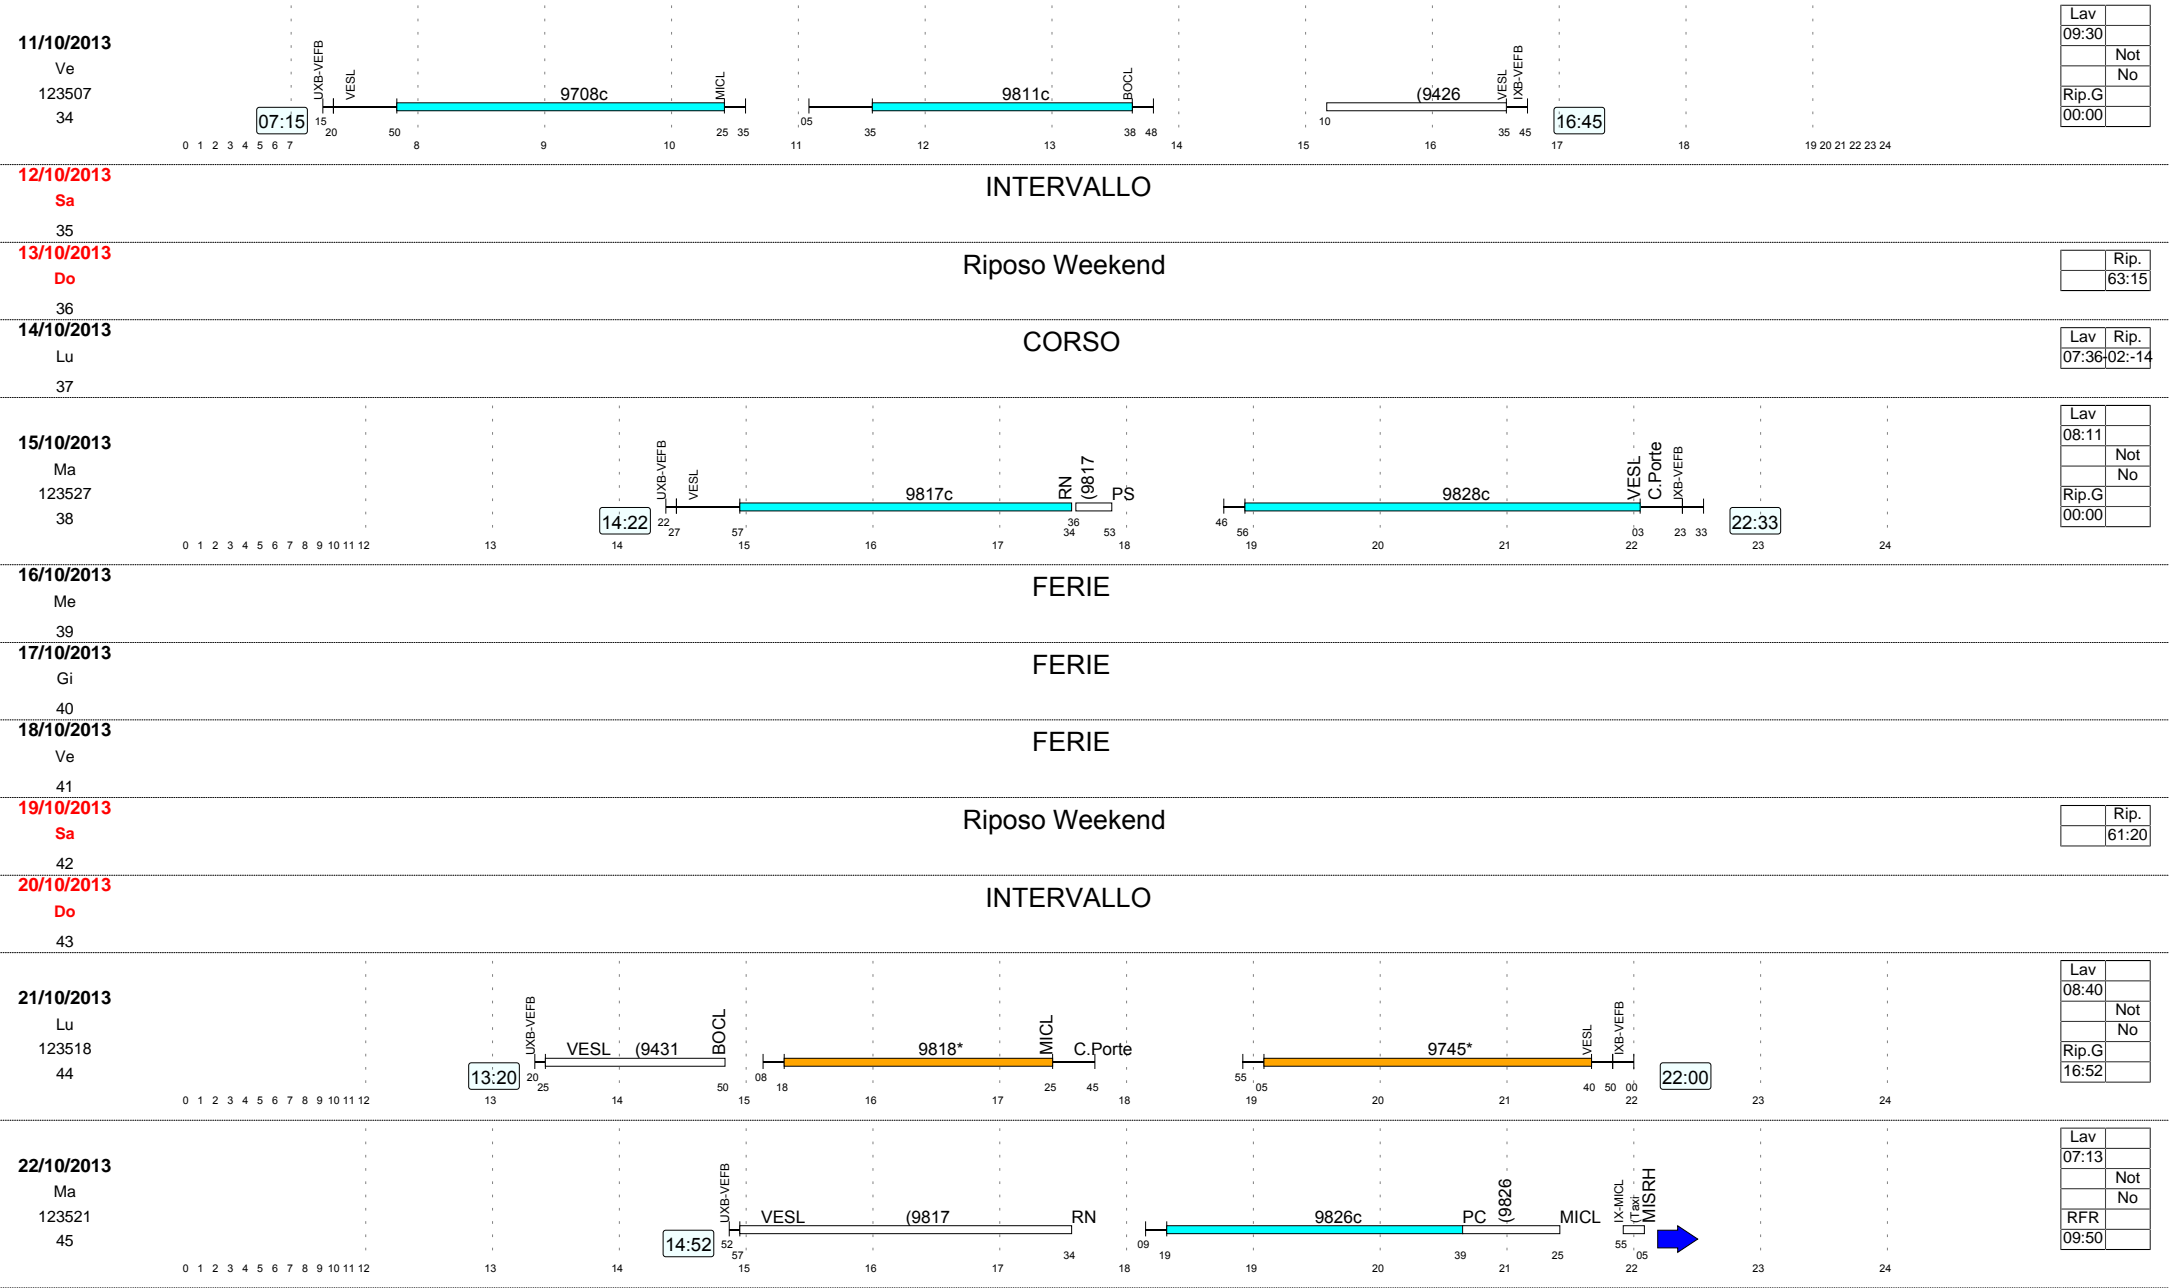 11/10/2013
Ve
123507
34
07:15
UXB-VEFB
VESL
9708c
MICL
9811c
BOCL
(9426
VESL
IXB-VEFB
16:45
15 20 50 25 35 05 35 38 48 10 35 45
0 1 2 3 4 5 6 7 8 9 10 11 12 13 14 15 16 17 18 19 20 21 22 23 24
Lav
09:30
Not
No
Rip.G
00:00
12/10/2013
Sa
35
INTERVALLO
13/10/2013
Do
36
Riposo Weekend
Rip.
63:15
14/10/2013
Lu
37
CORSO
Lav Rip.
07:36 -02:-14
15/10/2013
Ma
123527
38
14:22
UXB-VEFB
VESL
9817c
RN
(9817
PS
9828c
VESL
C.Porte
IXB-VEFB
22:33
22 27 57 34 36 53 46 56 03 23 33
0 1 2 3 4 5 6 7 8 9 10 11 12 13 14 15 16 17 18 19 20 21 22 23 24
Lav
08:11
Not
No
Rip.G
00:00
16/10/2013
Me
39
FERIE
17/10/2013
Gi
40
FERIE
18/10/2013
Ve
41
FERIE
19/10/2013
Sa
42
Riposo Weekend
Rip.
61:20
20/10/2013
Do
43
INTERVALLO
21/10/2013
Lu
123518
44
13:20
UXB-VEFB
VESL (9431
BOCL
9818*
MICL
C.Porte
9745*
VESL
IXB-VEFB
22:00
20 25 50 08 18 25 45 55 05 40 50 00
0 1 2 3 4 5 6 7 8 9 10 11 12 13 14 15 16 17 18 19 20 21 22 23 24
Lav
08:40
Not
No
Rip.G
16:52
22/10/2013
Ma
123521
45
14:52
UXB-VEFB
VESL (9817
RN
9826c
PC
(9826
MICL
IX-MICL
(Taxi
MISRH
52 57 34 09 19 39 25 55 05
0 1 2 3 4 5 6 7 8 9 10 11 12 13 14 15 16 17 18 19 20 21 22 23 24
Lav
07:13
Not
No
RFR
09:50